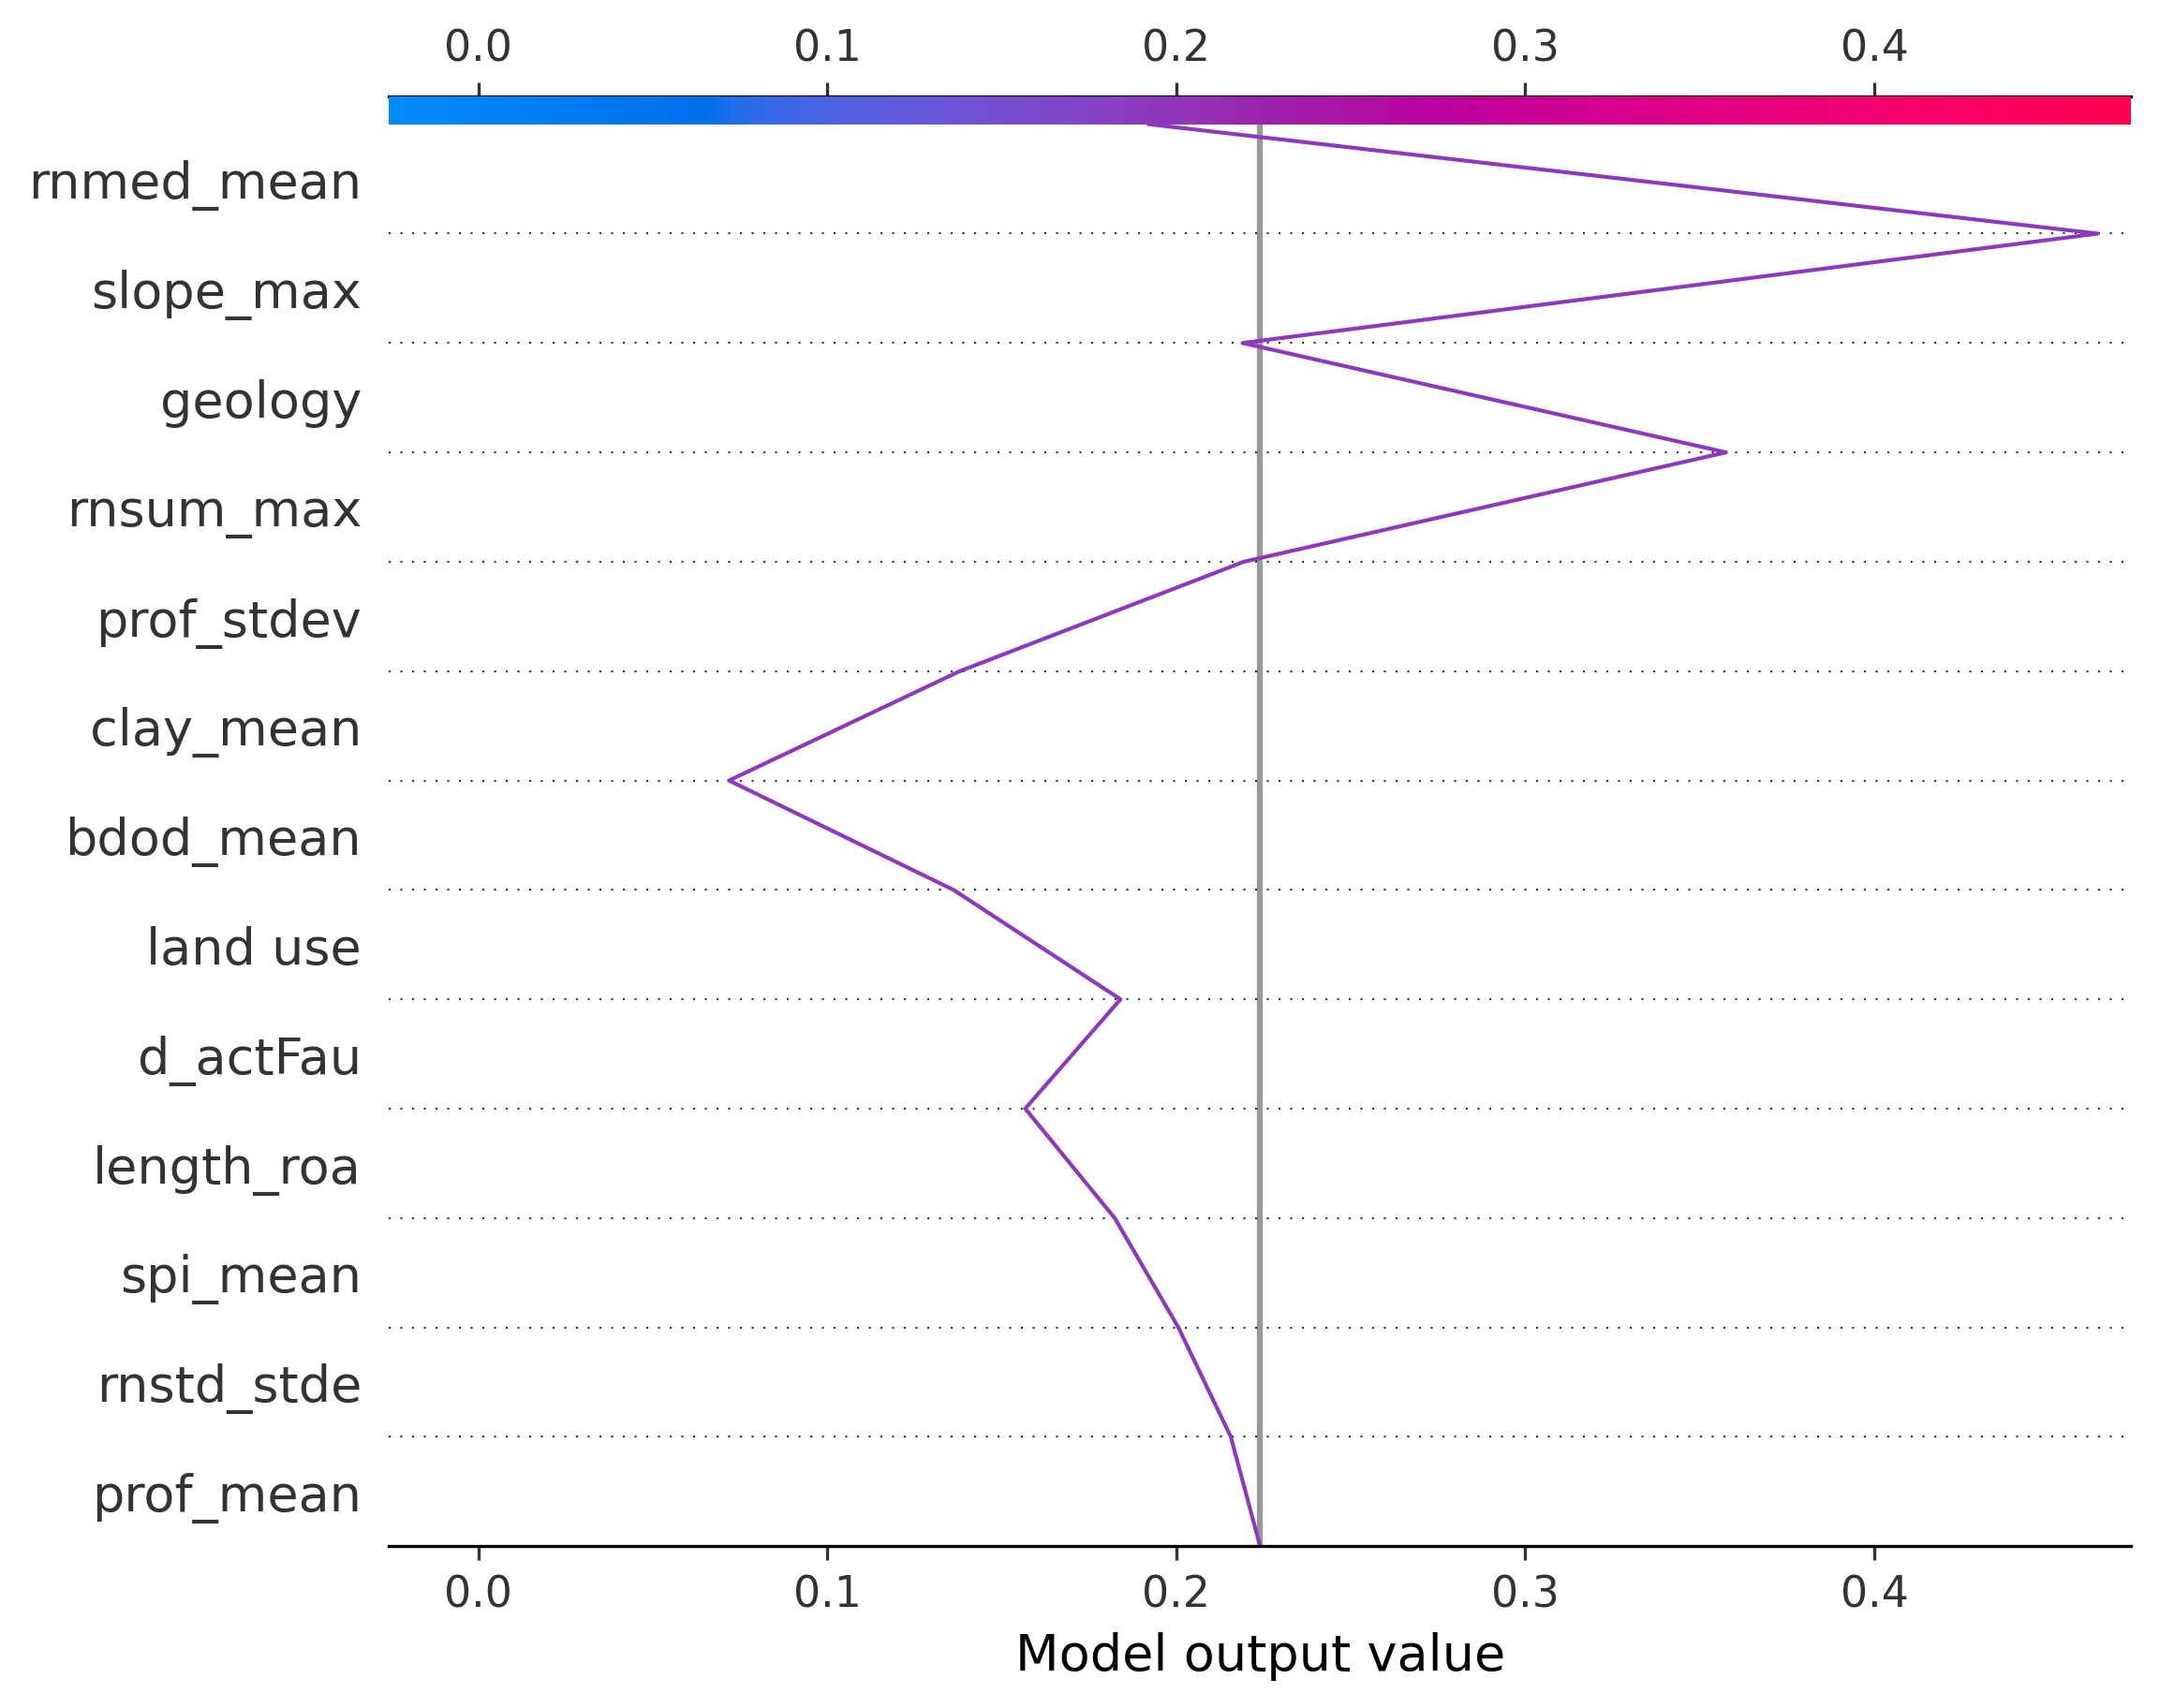 0.0 0.1 0.2 0.3 0.4
rnmed_mean
slope_max
geology
rnsum_max
prof_stdev
clay_mean
bdod_mean
land use
d_actFau
length_roa
spi_mean
rnstd_stde
prof_mean
0.0 0.1 0.2 0.3 0.4
Model output value